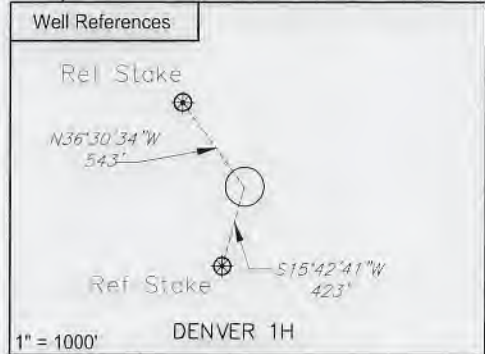 Well References
Ref Stake
N36°30'34"W
543'
S15°42'41"W
423'
Ref Stake
DENVER 1H
1" = 1000'